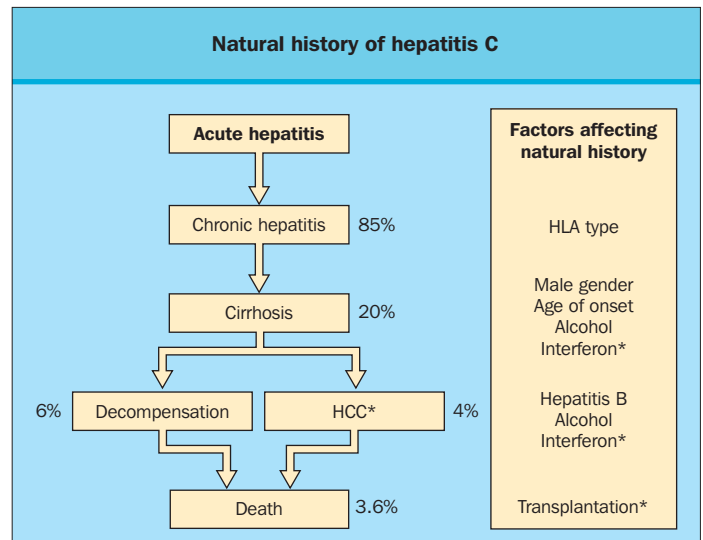 Natural history of hepatitis C
Acute hepatitis
Chronic hepatitis 85%
Cirrhosis 20%
6% Decompensation
HCC* 4%
Death 3.6%
Factors affecting
natural history
HLA type
Male gender
Age of onset
Alcohol
Interferon*
Hepatitis B
Alcohol
Interferon*
Transplantation*